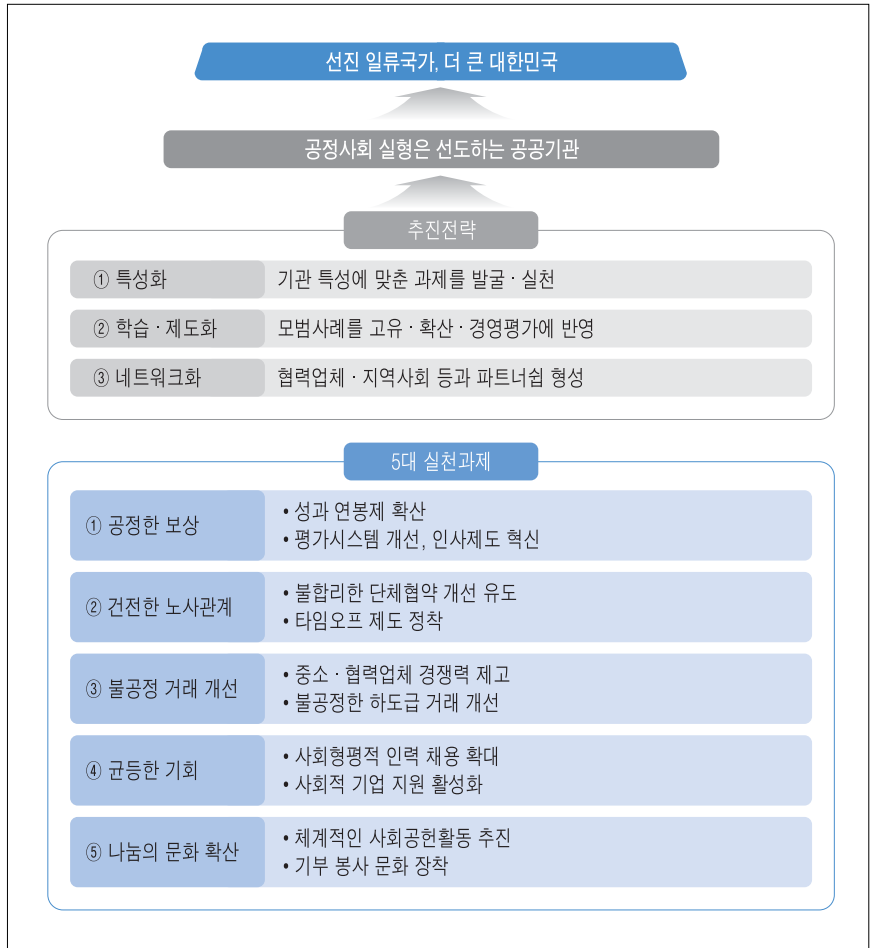 선진 일류국가, 더 큰 대한민국
공정사회 실형은 선도하는 공공기관
추진전략
① 특성화 기관 특성에 맞춘 과제를 발굴 · 실천
② 학습 · 제도화 모범사례를 고유 · 확산 · 경영평가에 반영
③ 네트워크화 협력업체 · 지역사회 등과 파트너쉽 형성
5대 실천과제
① 공정한 보상
• 성과 연봉제 확산
• 평가시스템 개선, 인사제도 혁신
② 건전한 노사관계
• 불합리한 단체협약 개선 유도
• 타임오프 제도 정착
③ 불공정 거래 개선
• 중소 · 협력업체 경쟁력 제고
• 불공정한 하도급 거래 개선
④ 균등한 기회
• 사회형평적 인력 채용 확대
• 사회적 기업 지원 활성화
⑤ 나눔의 문화 확산
• 체계적인 사회공헌활동 추진
• 기부 봉사 문화 장착